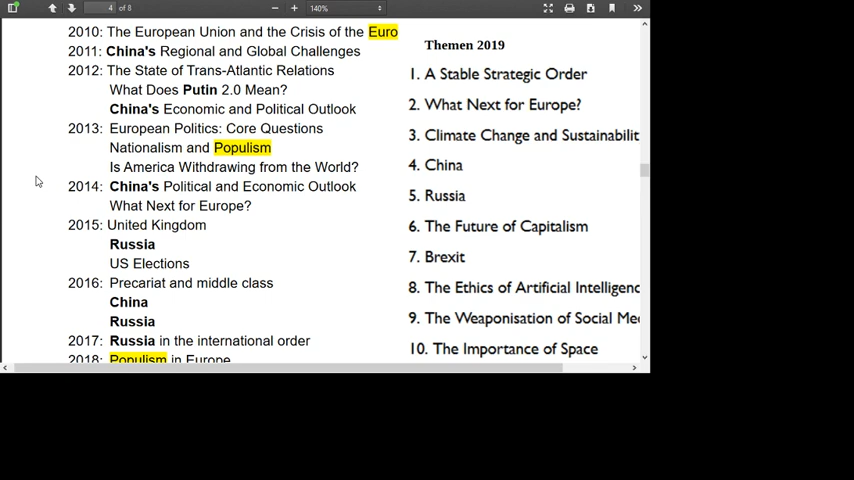 4 of 8
140%
2010: The European Union and the Crisis of the Euro
2011: China's Regional and Global Challenges
2012: The State of Trans-Atlantic Relations
What Does Putin 2.0 Mean?
China's Economic and Political Outlook
2013: European Politics: Core Questions
Nationalism and Populism
Is America Withdrawing from the World?
2014: China's Political and Economic Outlook
What Next for Europe?
2015: United Kingdom
Russia
US Elections
2016: Precariat and middle class
China
Russia
2017: Russia in the international order
2018: Populism in Europe
Themen 2019
1. A Stable Strategic Order
2. What Next for Europe?
3. Climate Change and Sustainabilit
4. China
5. Russia
6. The Future of Capitalism
7. Brexit
8. The Ethics of Artificial Intelligenc
9. The Weaponisation of Social Me
10. The Importance of Space